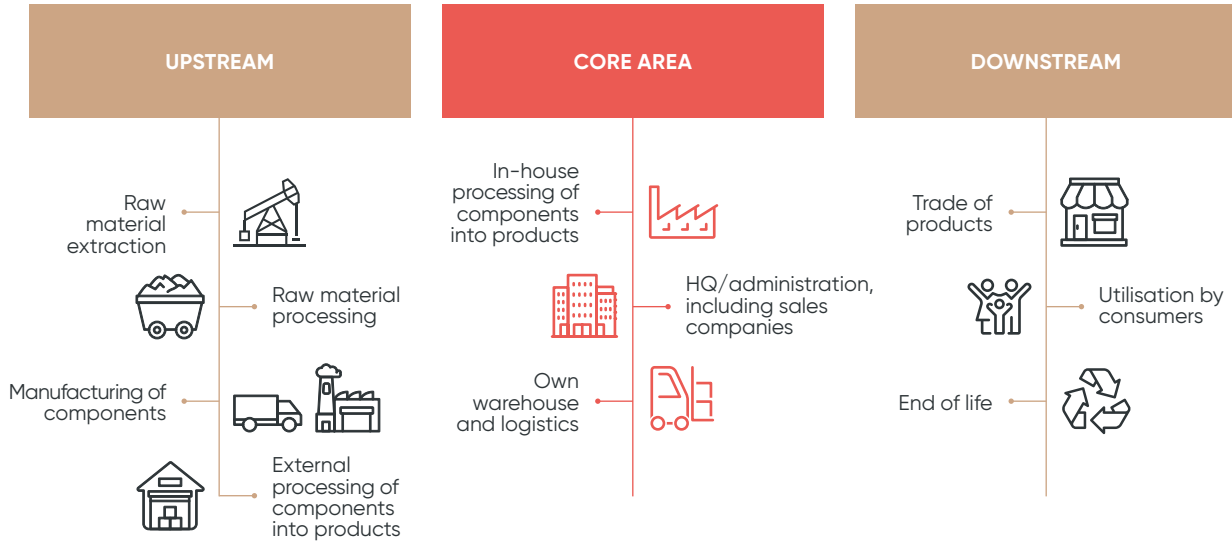 UPSTREAM
Raw
material
extraction
Raw material
processing
Manufacturing of
components
External
processing of
components
into products
CORE AREA
In-house
processing of
components
into products
HQ/administration,
including sales
companies
Own
warehouse
and logistics
DOWNSTREAM
Trade of
products
Utilisation by
consumers
End of life